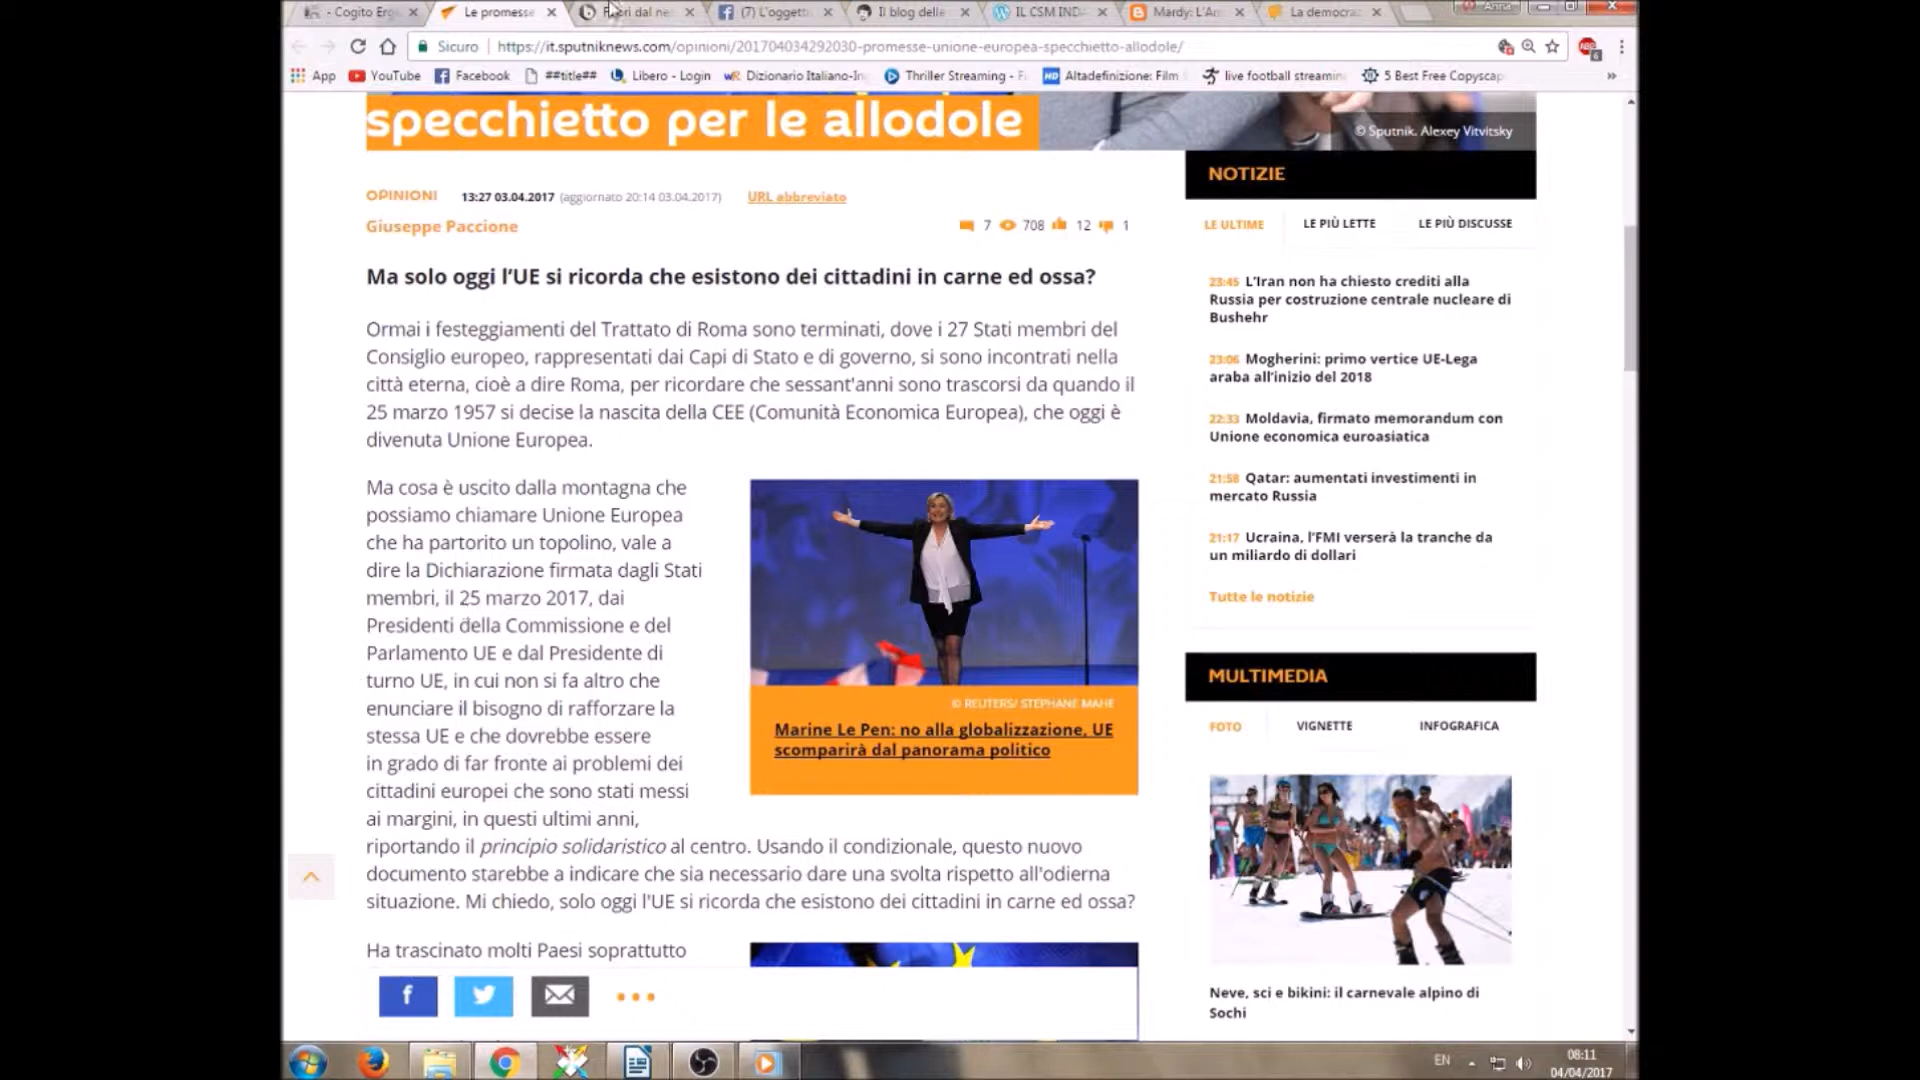 - Cogito Erg
Le promesse
Fuori dal ne
(7) L'oggett
Il blog delle
IL CSM IND
Mardy: L'A
La democra
Anna
Sicuro
https://it.sputniknews.com/opinioni/201704034292030-promesse-unione-europea-specchietto-allodole/
App
YouTube
Facebook
##title##
Libero - Login
Dizionario Italiano-In
Thriller Streaming - F
Altadefinizione: Film
live football streamin
5 Best Free Copyscap
»
specchietto per le allodole
© Sputnik. Alexey Vitvitsky
OPINIONI 13:27 03.04.2017 (aggiornato 20:14 03.04.2017) URL abbreviato
Giuseppe Paccione
7 708 12 1
Ma solo oggi l'UE si ricorda che esistono dei cittadini in carne ed ossa?
Ormai i festeggiamenti del Trattato di Roma sono terminati, dove i 27 Stati membri del
Consiglio europeo, rappresentati dai Capi di Stato e di governo, si sono incontrati nella
città eterna, cioè a dire Roma, per ricordare che sessant'anni sono trascorsi da quando il
25 marzo 1957 si decise la nascita della CEE (Comunità Economica Europea), che oggi è
divenuta Unione Europea.
Ma cosa è uscito dalla montagna che
possiamo chiamare Unione Europea
che ha partorito un topolino, vale a
dire la Dichiarazione firmata dagli Stati
membri, il 25 marzo 2017, dai
Presidenti della Commissione e del
Parlamento UE e dal Presidente di
turno UE, in cui non si fa altro che
enunciare il bisogno di rafforzare la
stessa UE e che dovrebbe essere
in grado di far fronte ai problemi dei
cittadini europei che sono stati messi
ai margini, in questi ultimi anni,
riportando il principio solidaristico al centro. Usando il condizionale, questo nuovo
documento starebbe a indicare che sia necessario dare una svolta rispetto all'odierna
situazione. Mi chiedo, solo oggi l'UE si ricorda che esistono dei cittadini in carne ed ossa?
© REUTERS/ STEPHANE MAHE
Marine Le Pen: no alla globalizzazione, UE
scomparirà dal panorama politico
Ha trascinato molti Paesi soprattutto
NOTIZIE
LE ULTIME
LE PIÙ LETTE
LE PIÙ DISCUSSE
23:45 L'Iran non ha chiesto crediti alla
Russia per costruzione centrale nucleare di
Bushehr
23:06 Mogherini: primo vertice UE-Lega
araba all'inizio del 2018
22:33 Moldavia, firmato memorandum con
Unione economica euroasiatica
21:58 Qatar: aumentati investimenti in
mercato Russia
21:17 Ucraina, l'FMI verserà la tranche da
un miliardo di dollari
Tutte le notizie
MULTIMEDIA
FOTO
VIGNETTE
INFOGRAFICA
Neve, sci e bikini: il carnevale alpino di
Sochi
EN
08:11
04/04/2017